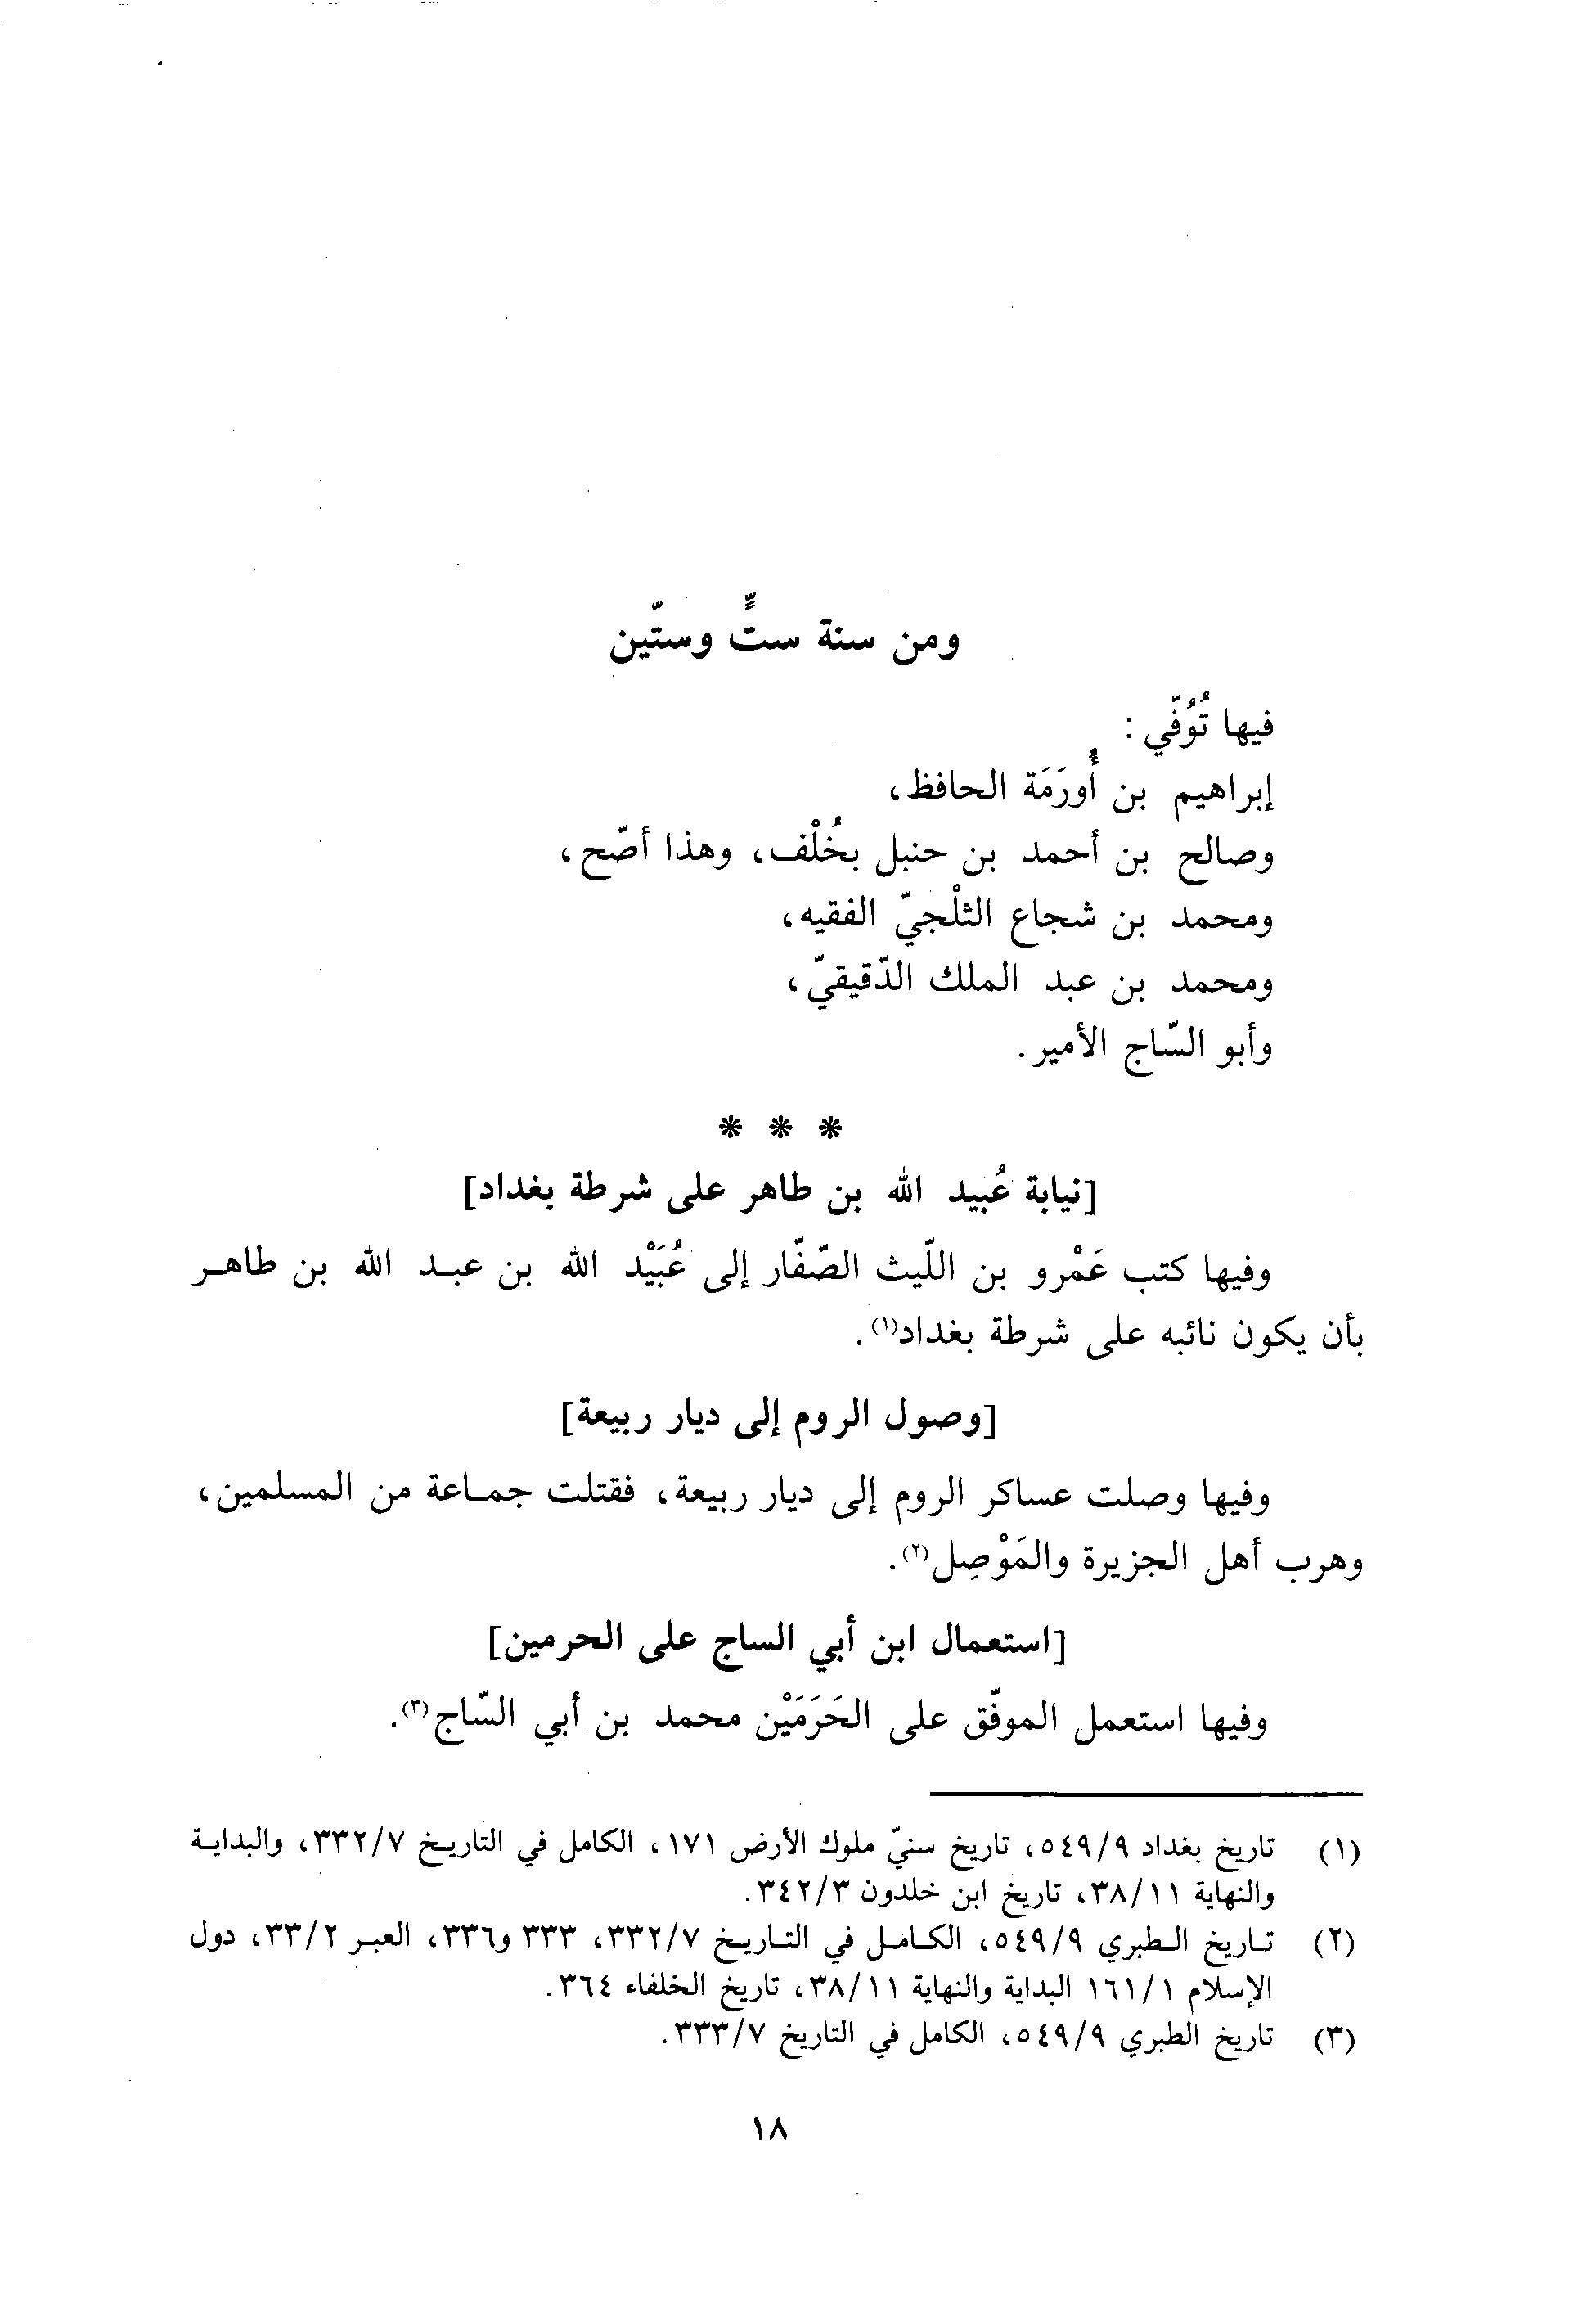 ومن سنة ستٍّ وستّين
فيها تُوُفّي :
إبراهيم بن أُورَمَة الحافظ،
وصالح بن أحمد بن حنبل بخُلْف، وهذا أصّح،
ومحمد بن شجاع الثلْجيّ الفقيه،
ومحمد بن عبد الملك الدّقيقيّ،
وأبو السّاج الأمير.
* * *
[نيابة عُبيد الله بن طاهر على شرطة بغداد]
وفيها كتب عَمْرو بن اللّيث الصّفّار إلى عُبَيْد الله بن عبد الله بن طاهر
بأن يكون نائبه على شرطة بغداد(١).
[وصول الروم إلى ديار ربيعة]
وفيها وصلت عساكر الروم إلى ديار ربيعة، فقتلت جماعة من المسلمين،
وهرب أهل الجزيرة والمَوْصِل(٢).
[استعمال ابن أبي الساج على الحرمين]
وفيها استعمل الموفّق على الحَرَمَيْن محمد بن أبي السّاج(٣).
(١) تاريخ بغداد ٥٤٩/٩، تاريخ سنيّ ملوك الأرض ١٧١، الكامل في التاريخ ٣٣٢/٧، والبداية
والنهاية ٣٨/١١، تاريخ ابن خلدون ٣٤٢/٣.
(٢) تاريخ الطبري ٥٤٩/٩، الكامل في التاريخ ٣٣٢/٧، ٣٣٣ و٣٣٦، العبر ٣٣/٢، دول
الإسلام ١٦١/١ البداية والنهاية ٣٨/١١، تاريخ الخلفاء ٣٦٤.
(٣) تاريخ الطبري ٥٤٩/٩، الكامل في التاريخ ٣٣٣/٧.
١٨